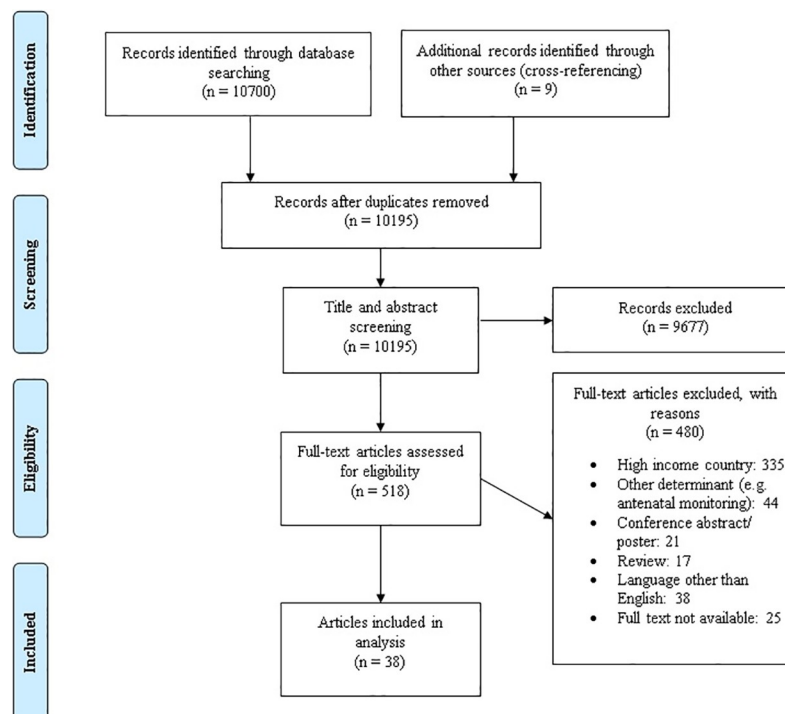 Identification
Records identified through database
searching
(n = 10700)
Additional records identified through
other sources (cross-referencing)
(n = 9)
Records after duplicates removed
(n = 10195)
Screening
Title and abstract
screening
(n = 10195)
Records excluded
(n = 9677)
Eligibility
Full-text articles assessed
for eligibility
(n = 518)
Full-text articles excluded, with
reasons
(n = 480)
• High income country: 335
• Other determinant (e.g.
antenatal monitoring): 44
• Conference abstract/
poster: 21
• Review: 17
• Language other than
English: 38
• Full text not available: 25
Included
Articles included in
analysis
(n = 38)